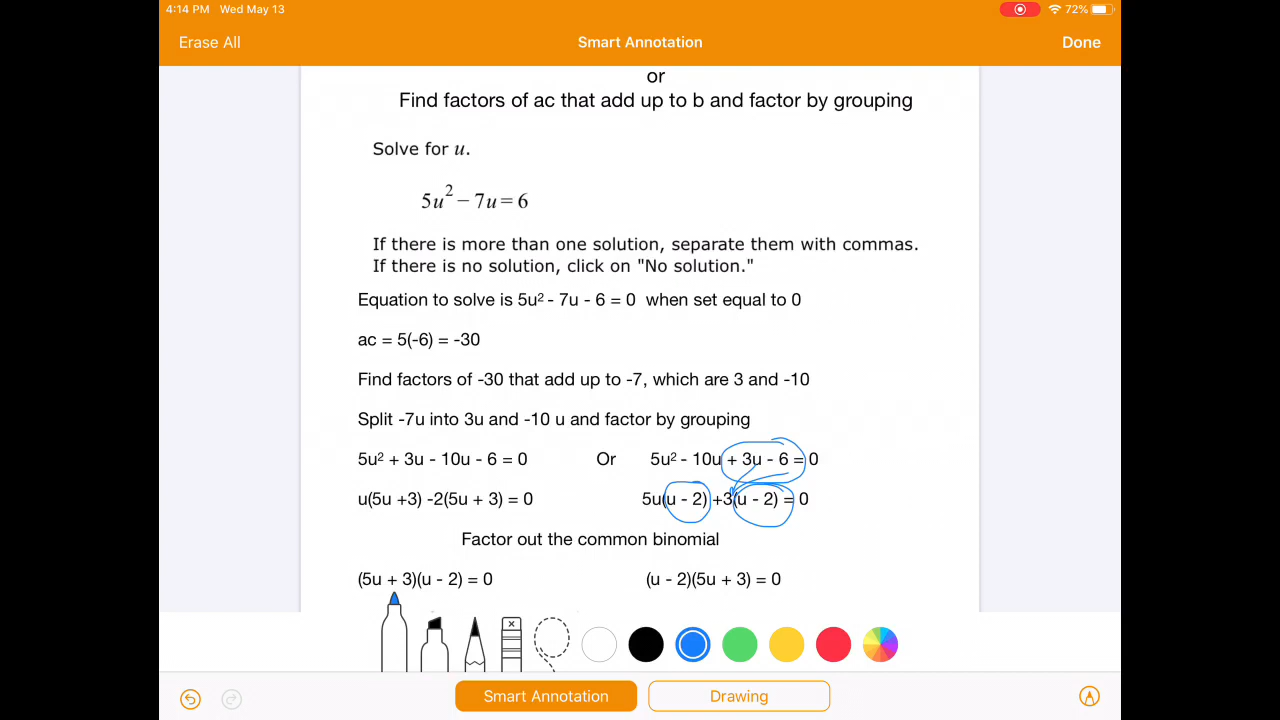 4:14 PM Wed May 13 72%
Erase All Smart Annotation Done
or
Find factors of ac that add up to b and factor by grouping
Solve for u.
5u² − 7u = 6
If there is more than one solution, separate them with commas.
If there is no solution, click on "No solution."
Equation to solve is 5u² - 7u - 6 = 0 when set equal to 0
ac = 5(-6) = -30
Find factors of -30 that add up to -7, which are 3 and -10
Split -7u into 3u and -10 u and factor by grouping
5u² + 3u - 10u - 6 = 0 Or 5u² - 10u + 3u - 6 = 0
u(5u +3) -2(5u + 3) = 0 5u(u - 2) +3(u - 2) = 0
Factor out the common binomial
(5u + 3)(u - 2) = 0 (u - 2)(5u + 3) = 0
Smart Annotation Drawing